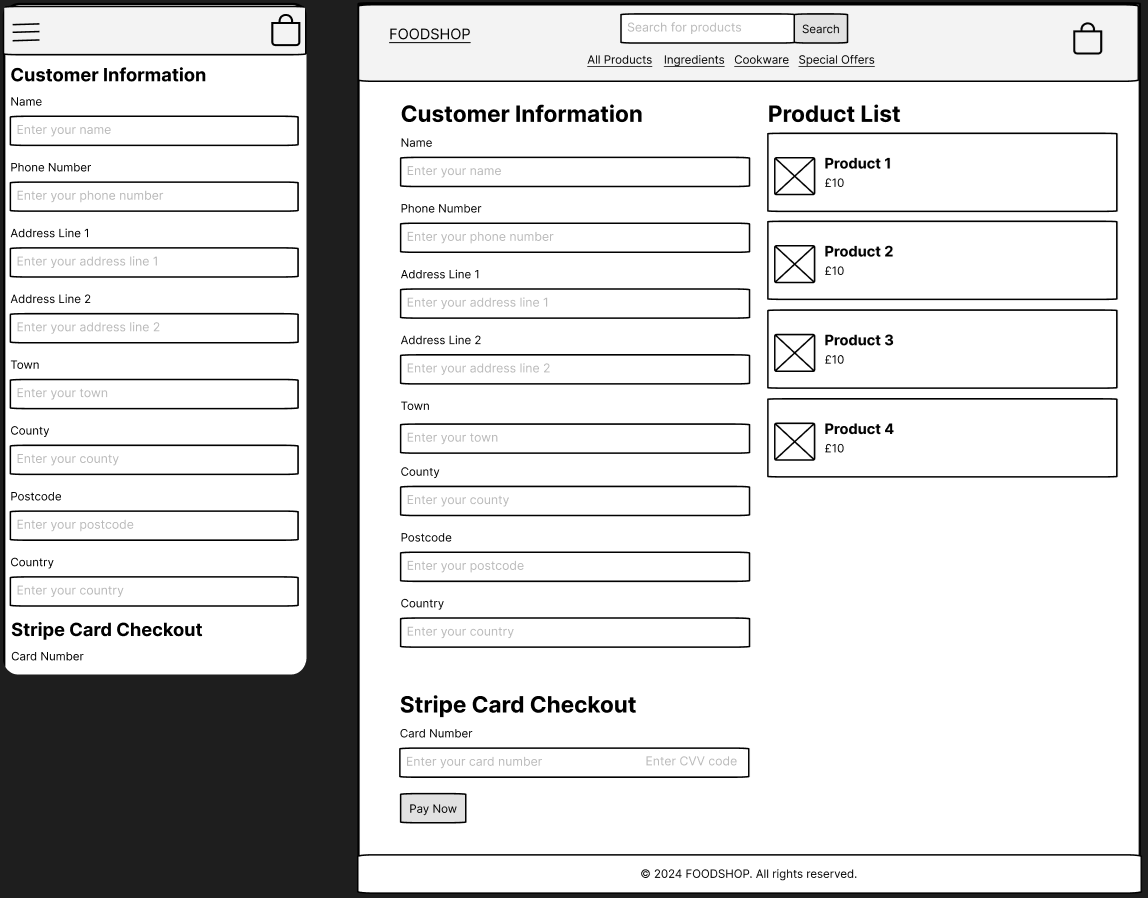 Customer Information
Name
Enter your name
Phone Number
Enter your phone number
Address Line 1
Enter your address line 1
Address Line 2
Enter your address line 2
Town
Enter your town
County
Enter your county
Postcode
Enter your postcode
Country
Enter your country
Stripe Card Checkout
Card Number
FOODSHOP
Search for products
Search
All Products Ingredients Cookware Special Offers
Customer Information
Name
Enter your name
Phone Number
Enter your phone number
Address Line 1
Enter your address line 1
Address Line 2
Enter your address line 2
Town
Enter your town
County
Enter your county
Postcode
Enter your postcode
Country
Enter your country
Stripe Card Checkout
Card Number
Enter your card number Enter CVV code
Pay Now
Product List
Product 1
£10
Product 2
£10
Product 3
£10
Product 4
£10
© 2024 FOODSHOP. All rights reserved.